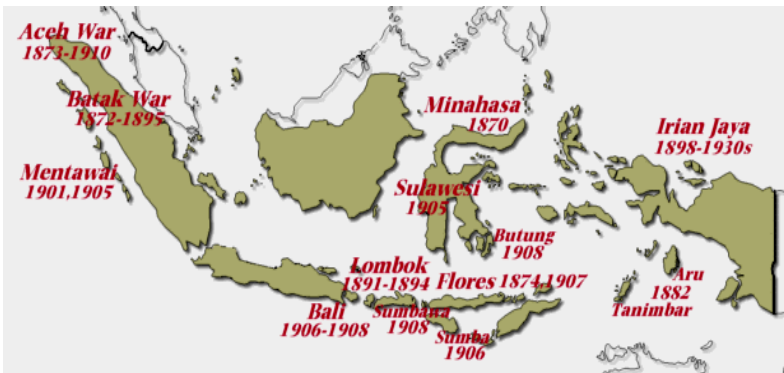 Aceh War
1873-1910
Batak War
1872-1895
Mentawai
1901,1905
Minahasa
1870
Irian Jaya
1898-1930s
Sulawesi
1905
Butung
1908
Lombok
1891-1894
Flores 1874,1907
Bali
1906-1908
Sumbawa
1908
Sumba
1906
Aru
1882
Tanimbar